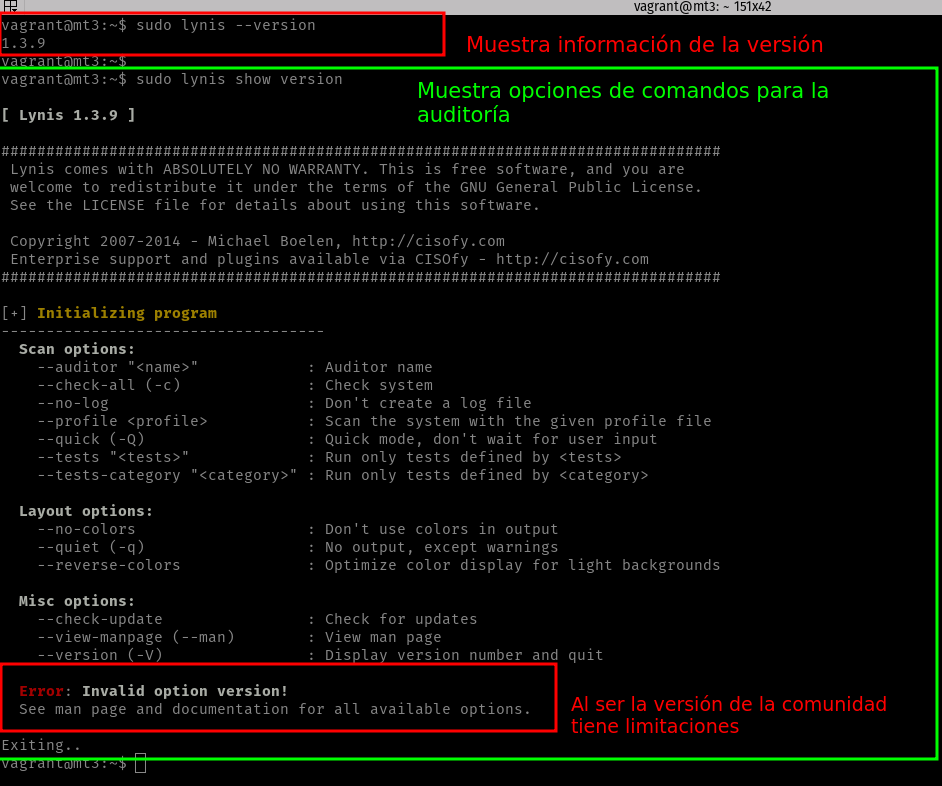 vagrant@mt3: ~ 151x42
vagrant@mt3:~$ sudo lynis --version
1.3.9
Muestra información de la versión
vagrant@mt3:~$
vagrant@mt3:~$ sudo lynis show version
Muestra opciones de comandos para la
auditoría
[ Lynis 1.3.9 ]
################################################################################
Lynis comes with ABSOLUTELY NO WARRANTY. This is free software, and you are
welcome to redistribute it under the terms of the GNU General Public License.
See the LICENSE file for details about using this software.
Copyright 2007-2014 - Michael Boelen, http://cisofy.com
Enterprise support and plugins available via CISOfy - http://cisofy.com
################################################################################
[+] Initializing program
------------------------------------
Scan options:
--auditor "<name>" : Auditor name
--check-all (-c) : Check system
--no-log : Don't create a log file
--profile <profile> : Scan the system with the given profile file
--quick (-Q) : Quick mode, don't wait for user input
--tests "<tests>" : Run only tests defined by <tests>
--tests-category "<category>" : Run only tests defined by <category>
Layout options:
--no-colors : Don't use colors in output
--quiet (-q) : No output, except warnings
--reverse-colors : Optimize color display for light backgrounds
Misc options:
--check-update : Check for updates
--view-manpage (--man) : View man page
--version (-V) : Display version number and quit
Error: Invalid option version!
See man page and documentation for all available options.
Al ser la versión de la comunidad
tiene limitaciones
Exiting..
vagrant@mt3:~$